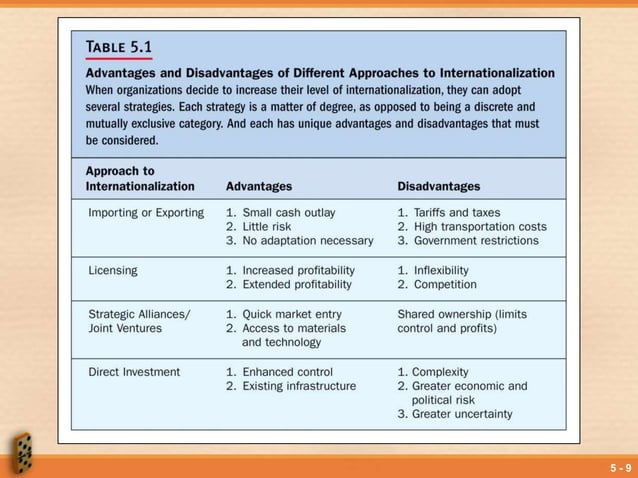 TABLE 5.1
Advantages and Disadvantages of Different Approaches to Internationalization
When organizations decide to increase their level of internationalization, they can adopt
several strategies. Each strategy is a matter of degree, as opposed to being a discrete and
mutually exclusive category. And each has unique advantages and disadvantages that must
be considered.
Approach to
Internationalization Advantages Disadvantages
Importing or Exporting 1. Small cash outlay 1. Tariffs and taxes
2. Little risk 2. High transportation costs
3. No adaptation necessary 3. Government restrictions
Licensing 1. Increased profitability 1. Inflexibility
2. Extended profitability 2. Competition
Strategic Alliances/ 1. Quick market entry Shared ownership (limits
Joint Ventures 2. Access to materials control and profits)
and technology
Direct Investment 1. Enhanced control 1. Complexity
2. Existing infrastructure 2. Greater economic and
political risk
3. Greater uncertainty
5 - 9